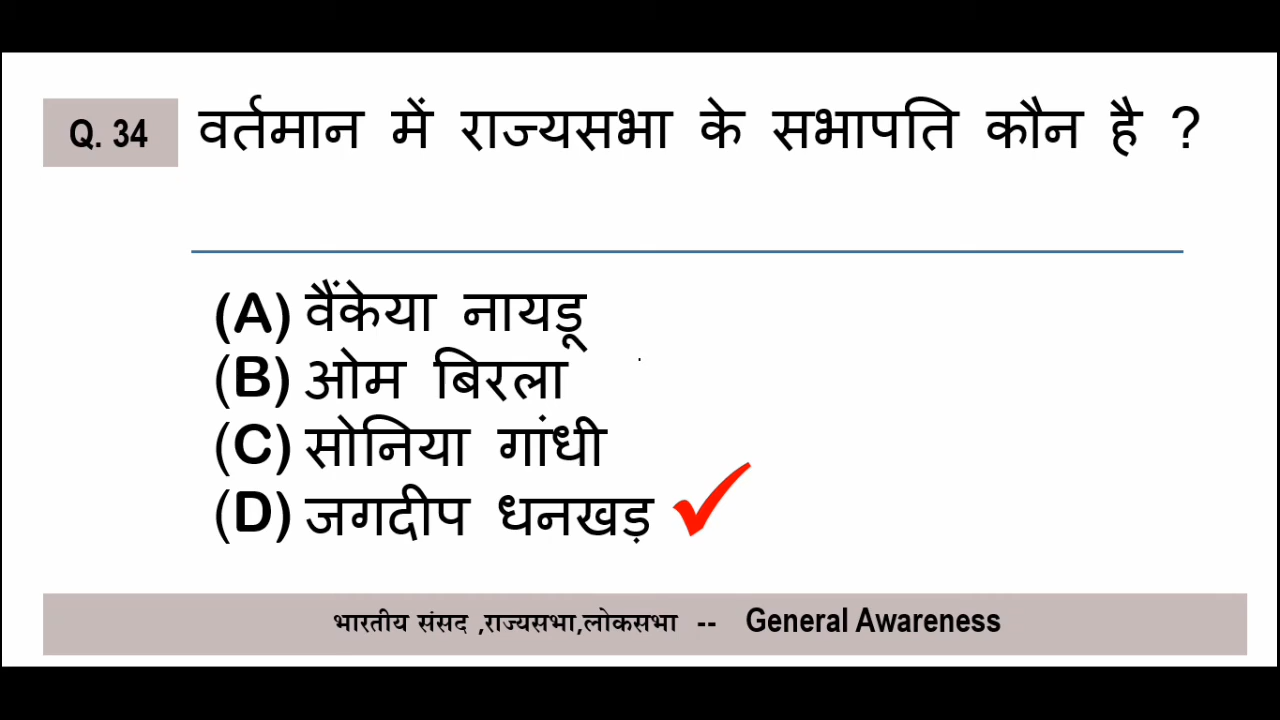 Q. 34 वर्तमान में राज्यसभा के सभापति कौन है ?
(A) वैंकेया नायडू
(B) ओम बिरला
(C) सोनिया गांधी
(D) जगदीप धनखड़
भारतीय संसद ,राज्यसभा,लोकसभा -- General Awareness